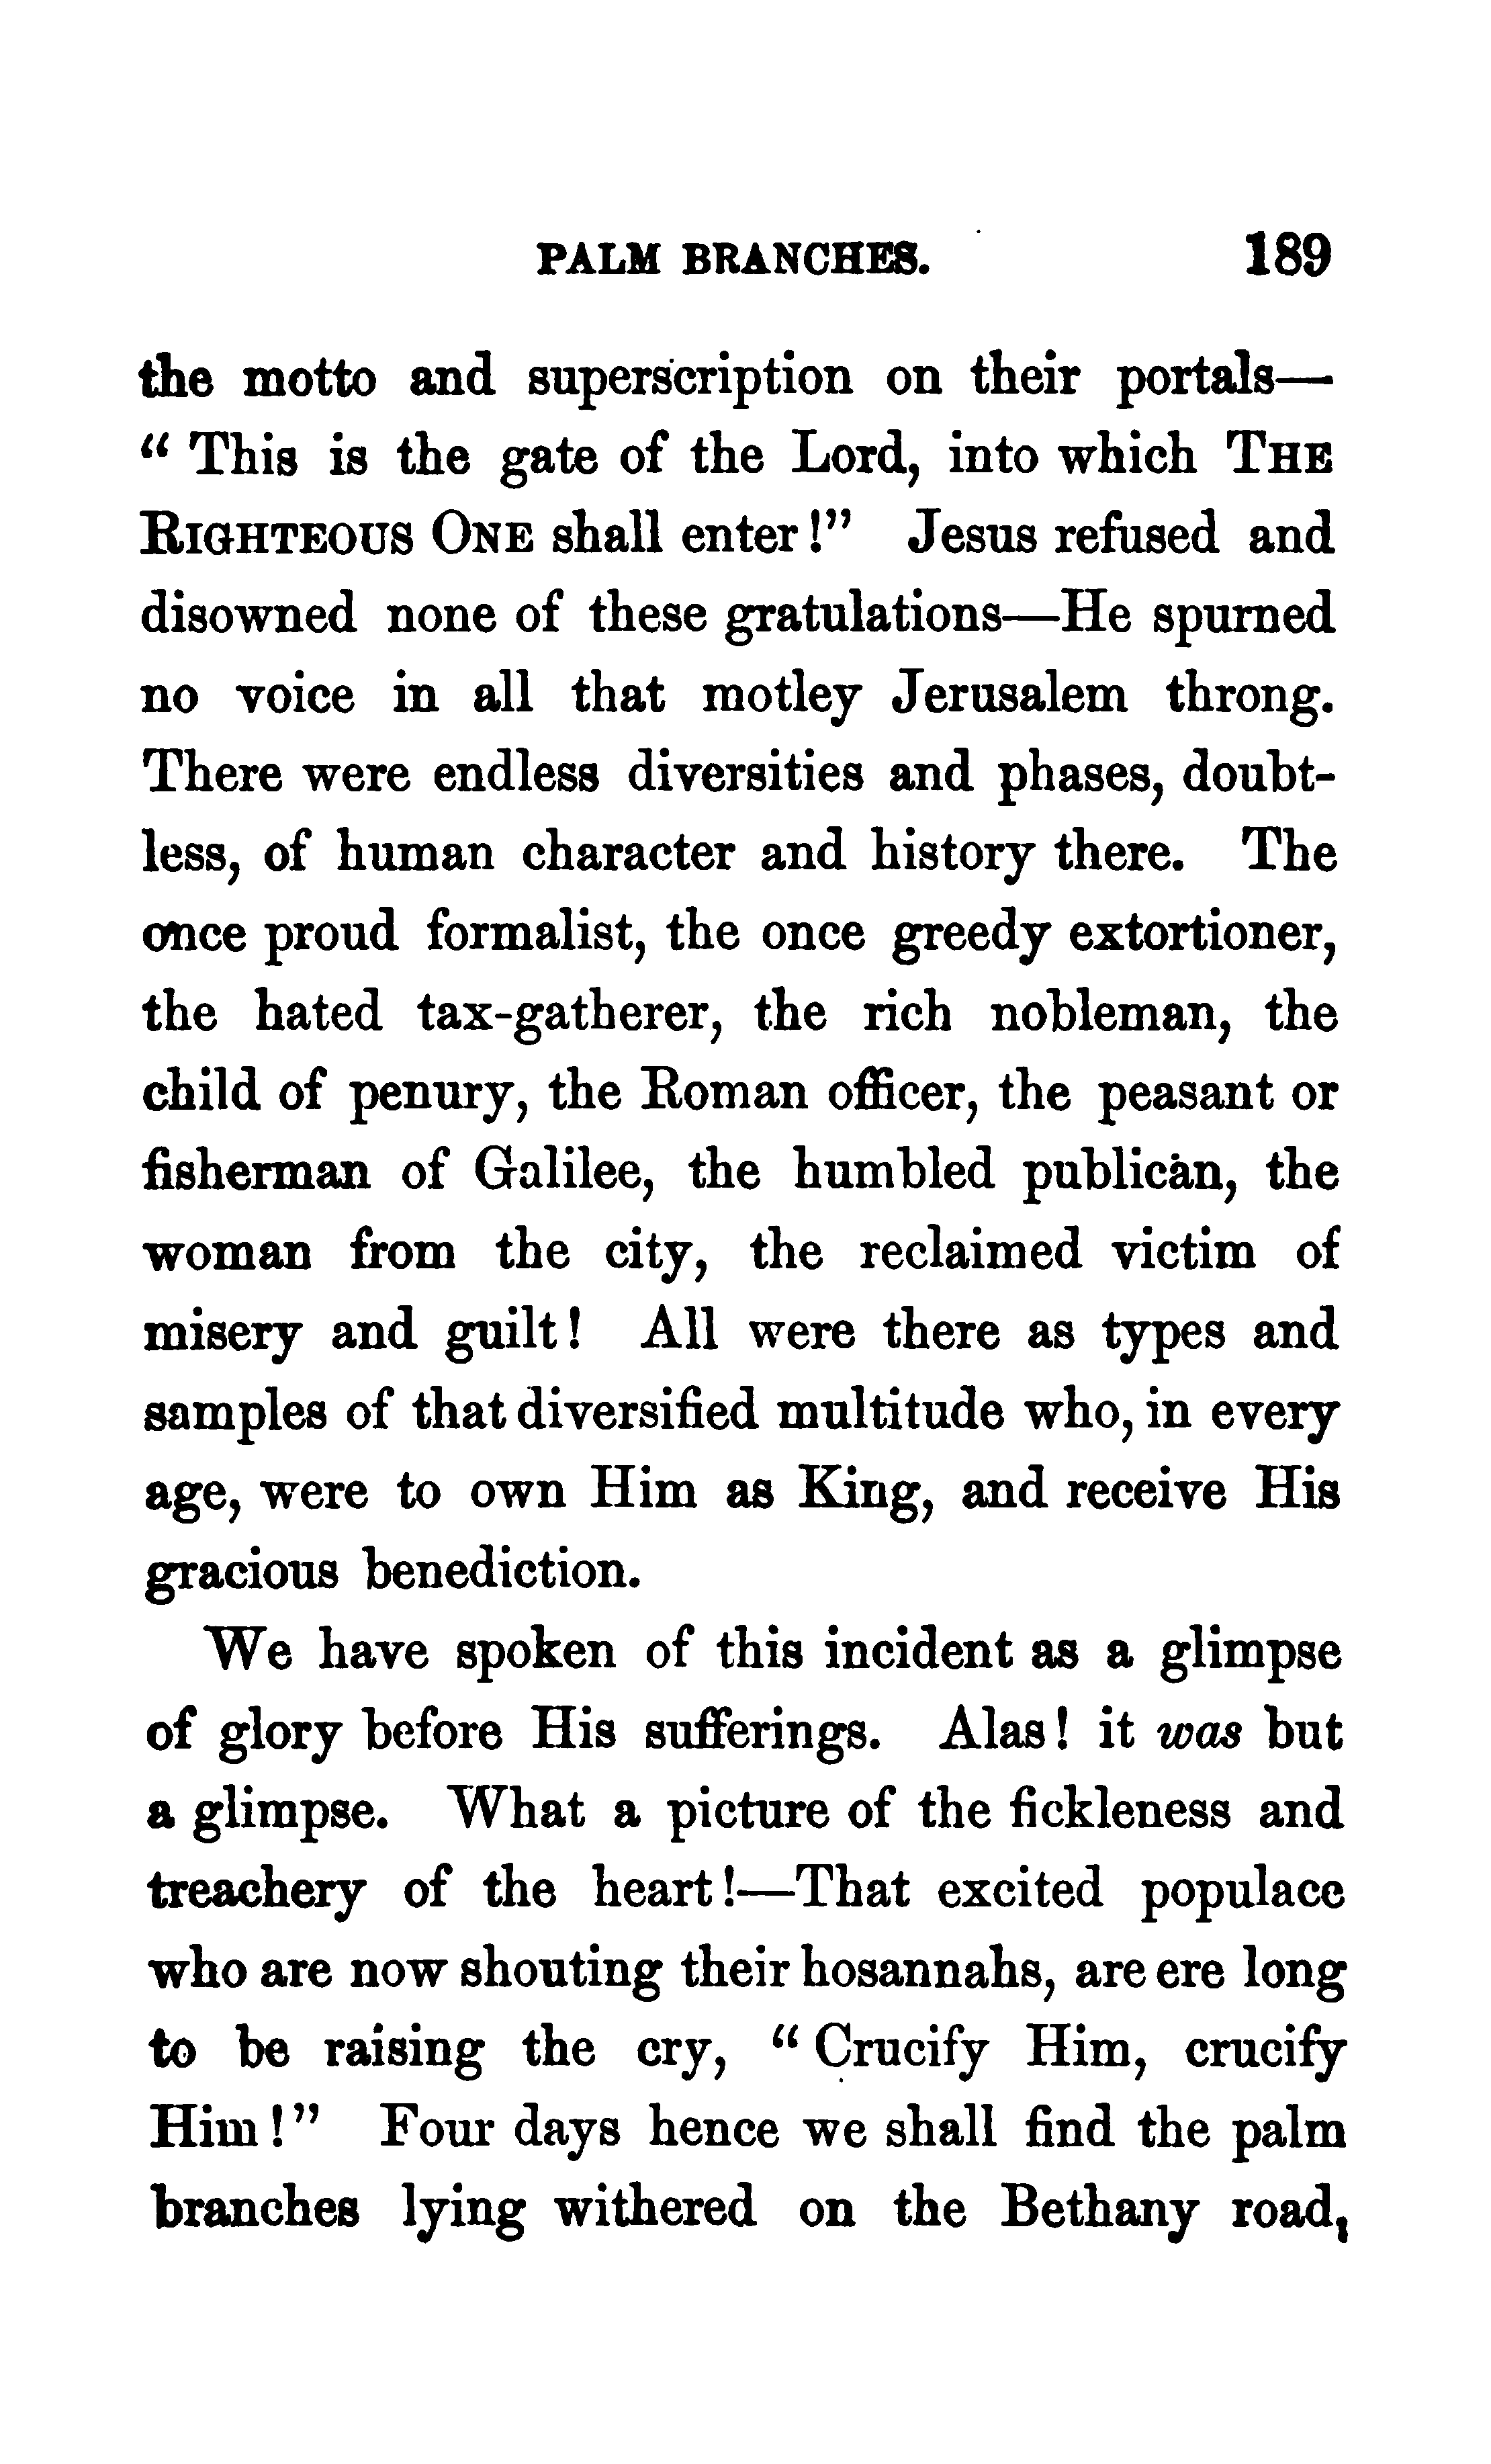 PALM BRANCHES. 189
the motto and superscription on their portals—
“ This is the gate of the Lord, into which THE
RIGHTEOUS ONE shall enter !” Jesus refused and
disowned none of these gratulations—He spurned
no voice in all that motley Jerusalem throng.
There were endless diversities and phases, doubt-
less, of human character and history there. The
once proud formalist, the once greedy extortioner,
the hated tax-gatherer, the rich nobleman, the
child of penury, the Roman officer, the peasant or
fisherman of Galilee, the humbled publican, the
woman from the city, the reclaimed victim of
misery and guilt ! All were there as types and
samples of that diversified multitude who, in every
age, were to own Him as King, and receive His
gracious benediction.
We have spoken of this incident as a glimpse
of glory before His sufferings. Alas ! it was but
a glimpse. What a picture of the fickleness and
treachery of the heart !—That excited populace
who are now shouting their hosannahs, are ere long
to be raising the cry, “ Crucify Him, crucify
Him ! ” Four days hence we shall find the palm
branches lying withered on the Bethany road,